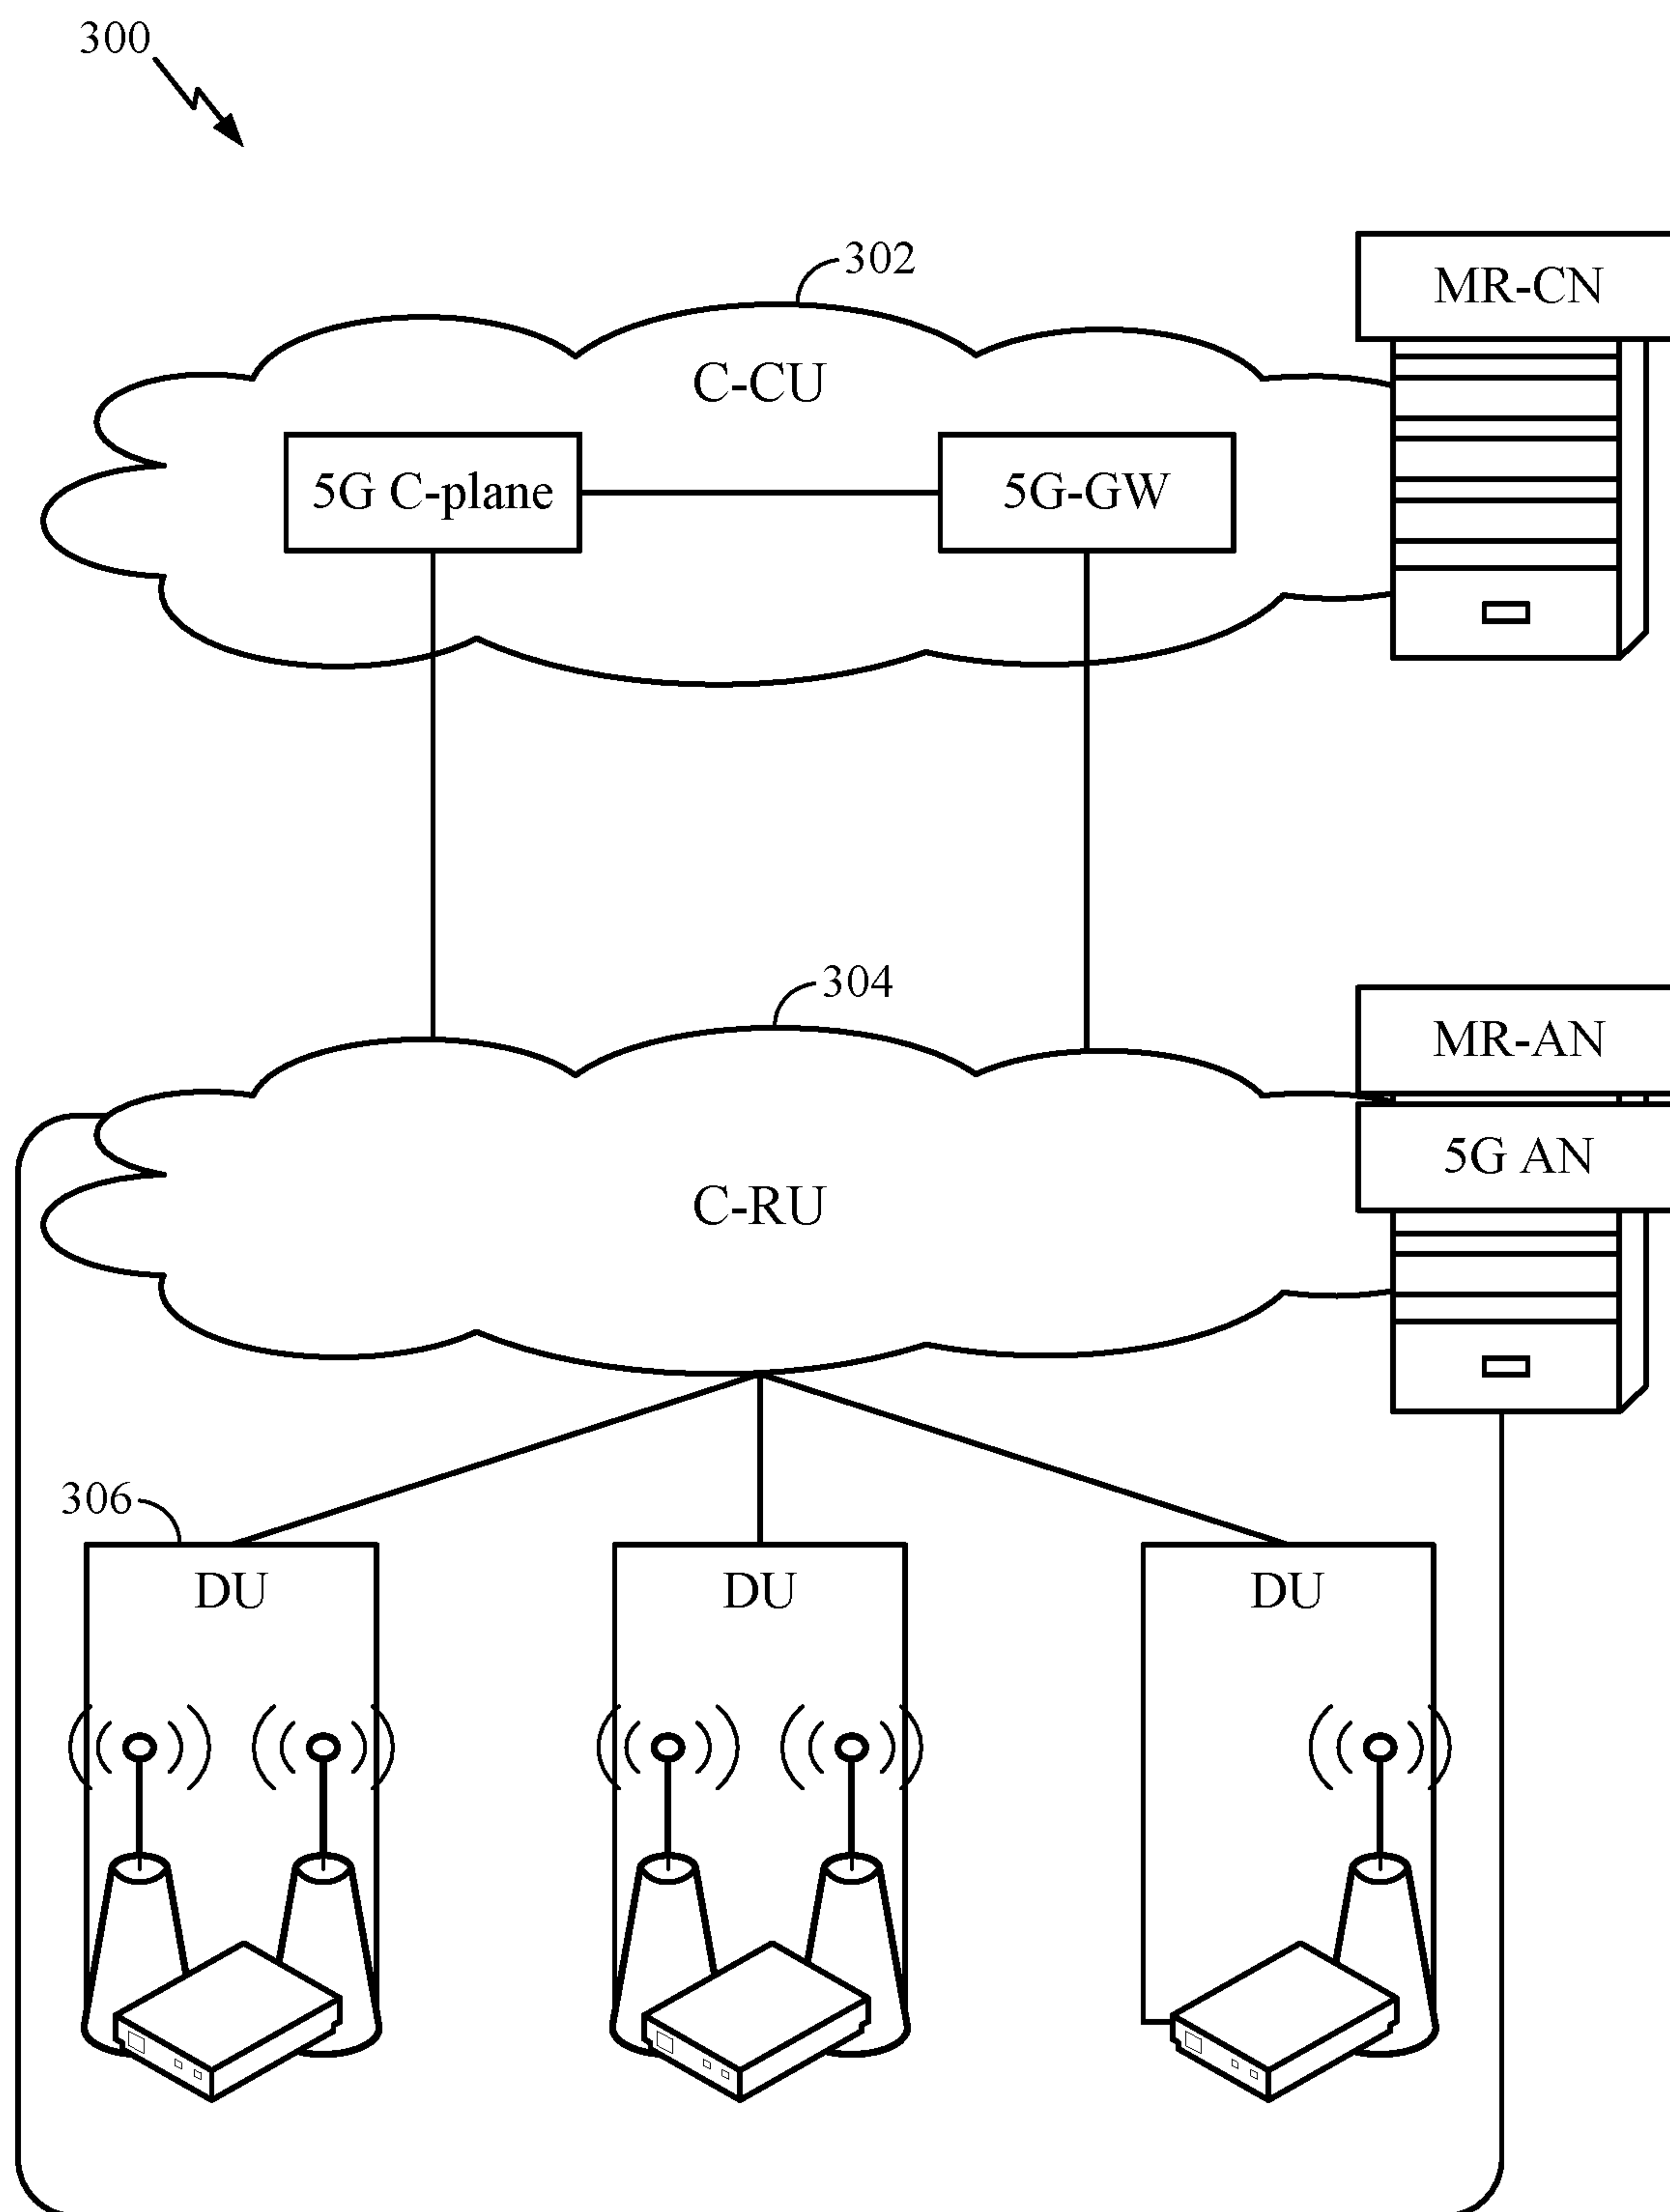 300
302
MR-CN
C-CU
5G C-plane
5G-GW
304
MR-AN
5G AN
C-RU
306
DU
DU
DU